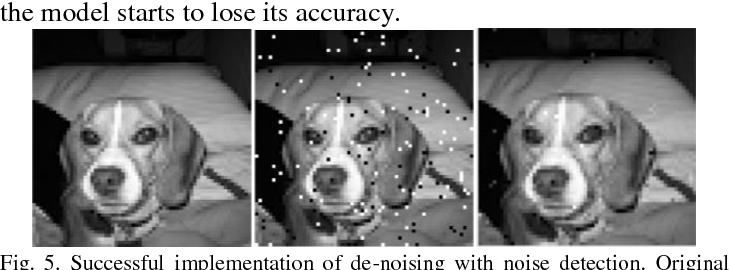 the model starts to lose its accuracy.
Fig. 5. Successful implementation of de-noising with noise detection. Original